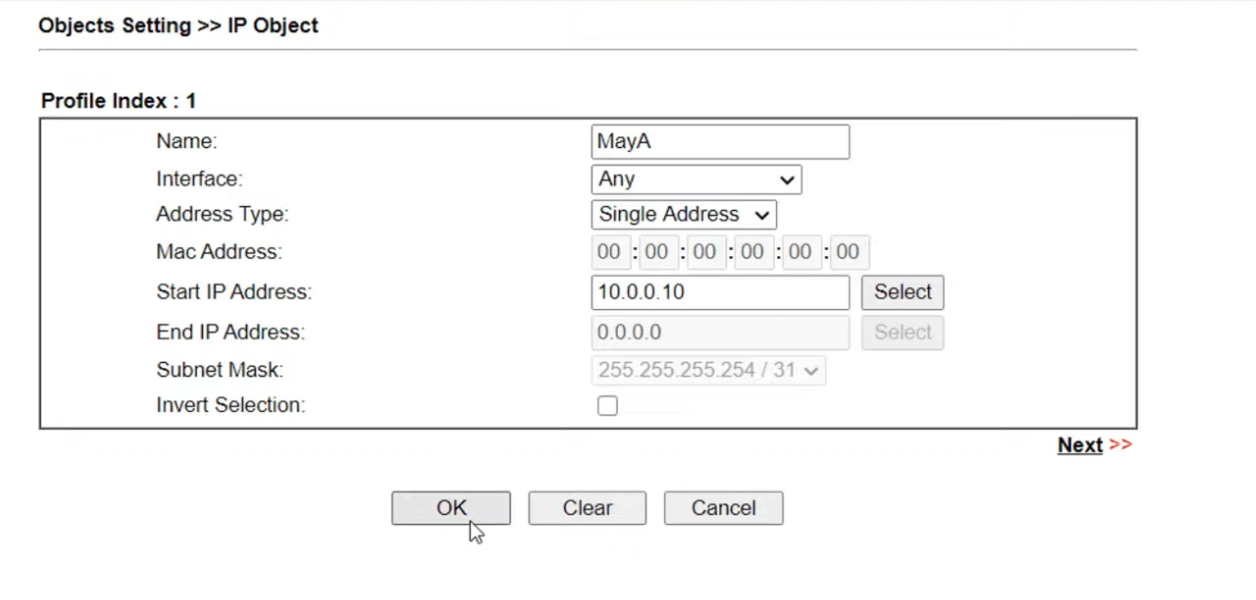 Objects Setting >> IP Object
Profile Index : 1
Name: MayA
Interface: Any
Address Type: Single Address
Mac Address: 00 : 00 : 00 : 00 : 00 : 00
Start IP Address: 10.0.0.10 Select
End IP Address: 0.0.0.0 Select
Subnet Mask: 255.255.255.254 / 31
Invert Selection:
Next >>
OK Clear Cancel